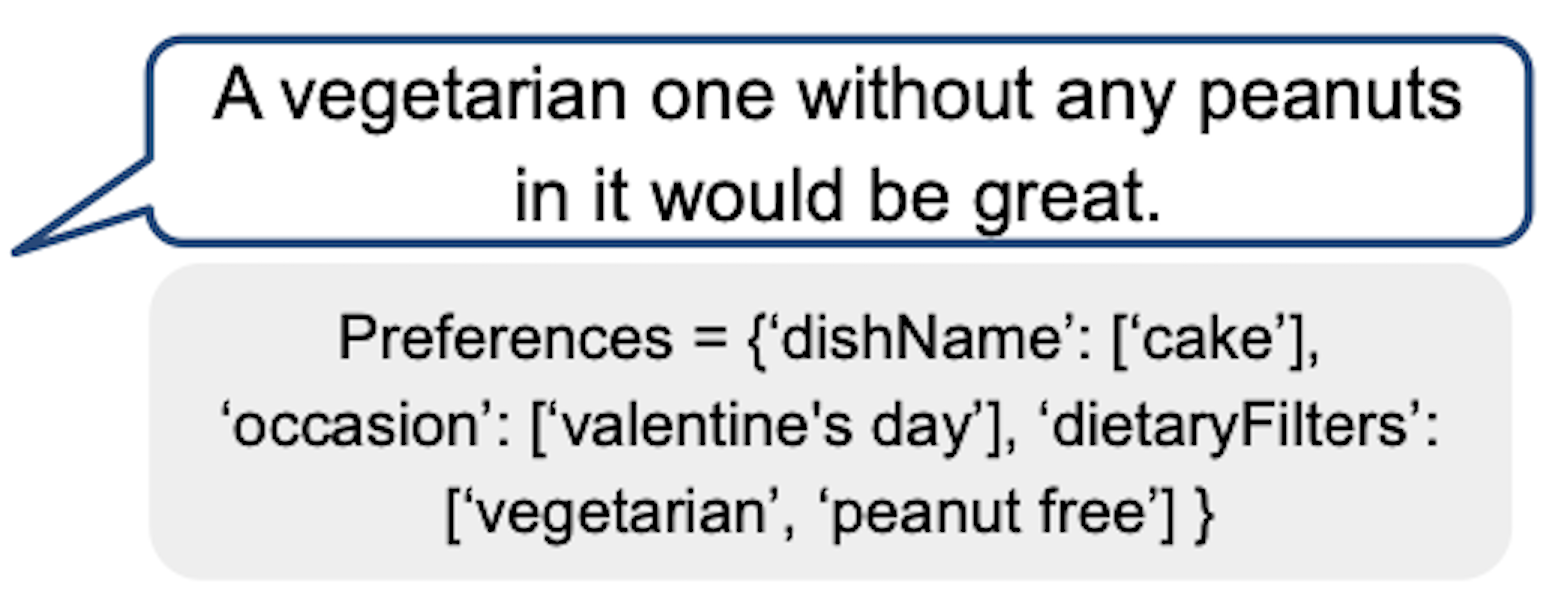 A vegetarian one without any peanuts
in it would be great.
Preferences = {‘dishName’: [‘cake’],
‘occasion’: [‘valentine's day’], ‘dietaryFilters’:
[‘vegetarian’, ‘peanut free’] }